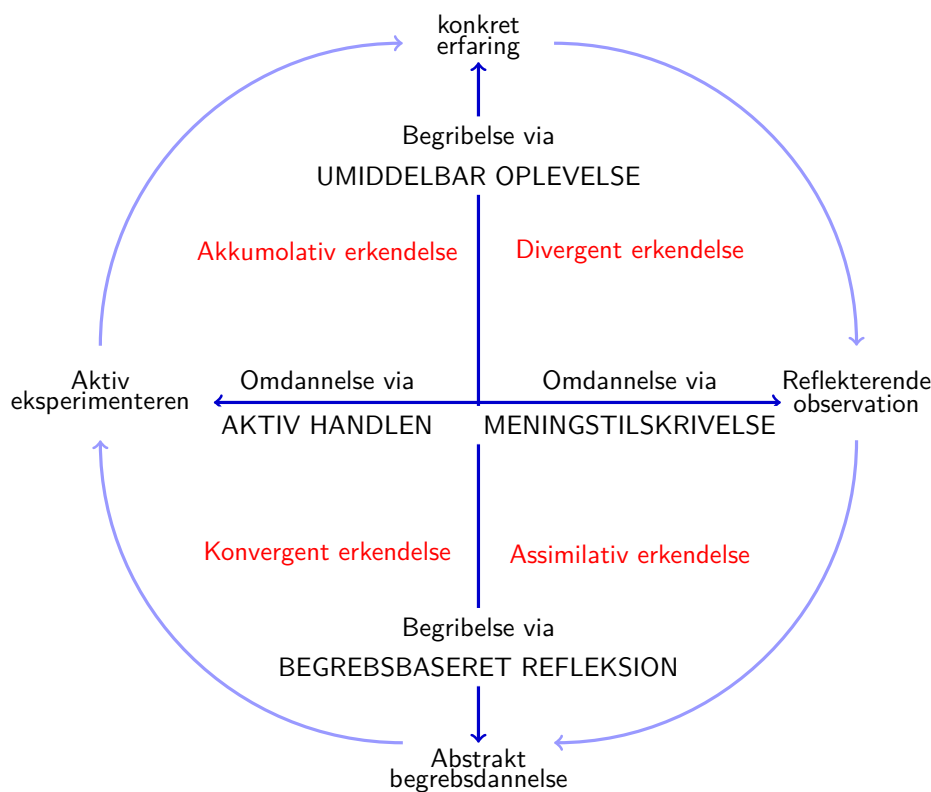 konkret
erfaring
Begribelse via
UMIDDELBAR OPLEVELSE
Akkumolativ erkendelse
Divergent erkendelse
Aktiv
eksperimenteren
Omdannelse via
AKTIV HANDLEN
Omdannelse via
MENINGSTILSKRIVELSE
Reflekterende
observation
Konvergent erkendelse
Assimilativ erkendelse
Begribelse via
BEGREBSBASERET REFLEKSION
Abstrakt
begrebsdannelse